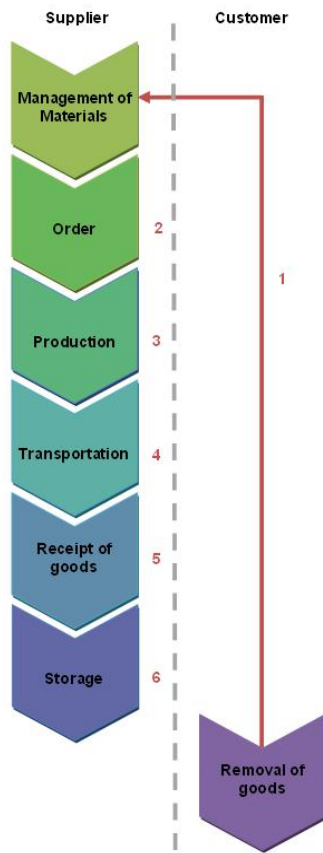 Supplier
Customer
Management of
Materials
Order
2
1
Production
3
Transportation
4
Receipt of
goods
5
Storage
6
Removal of
goods